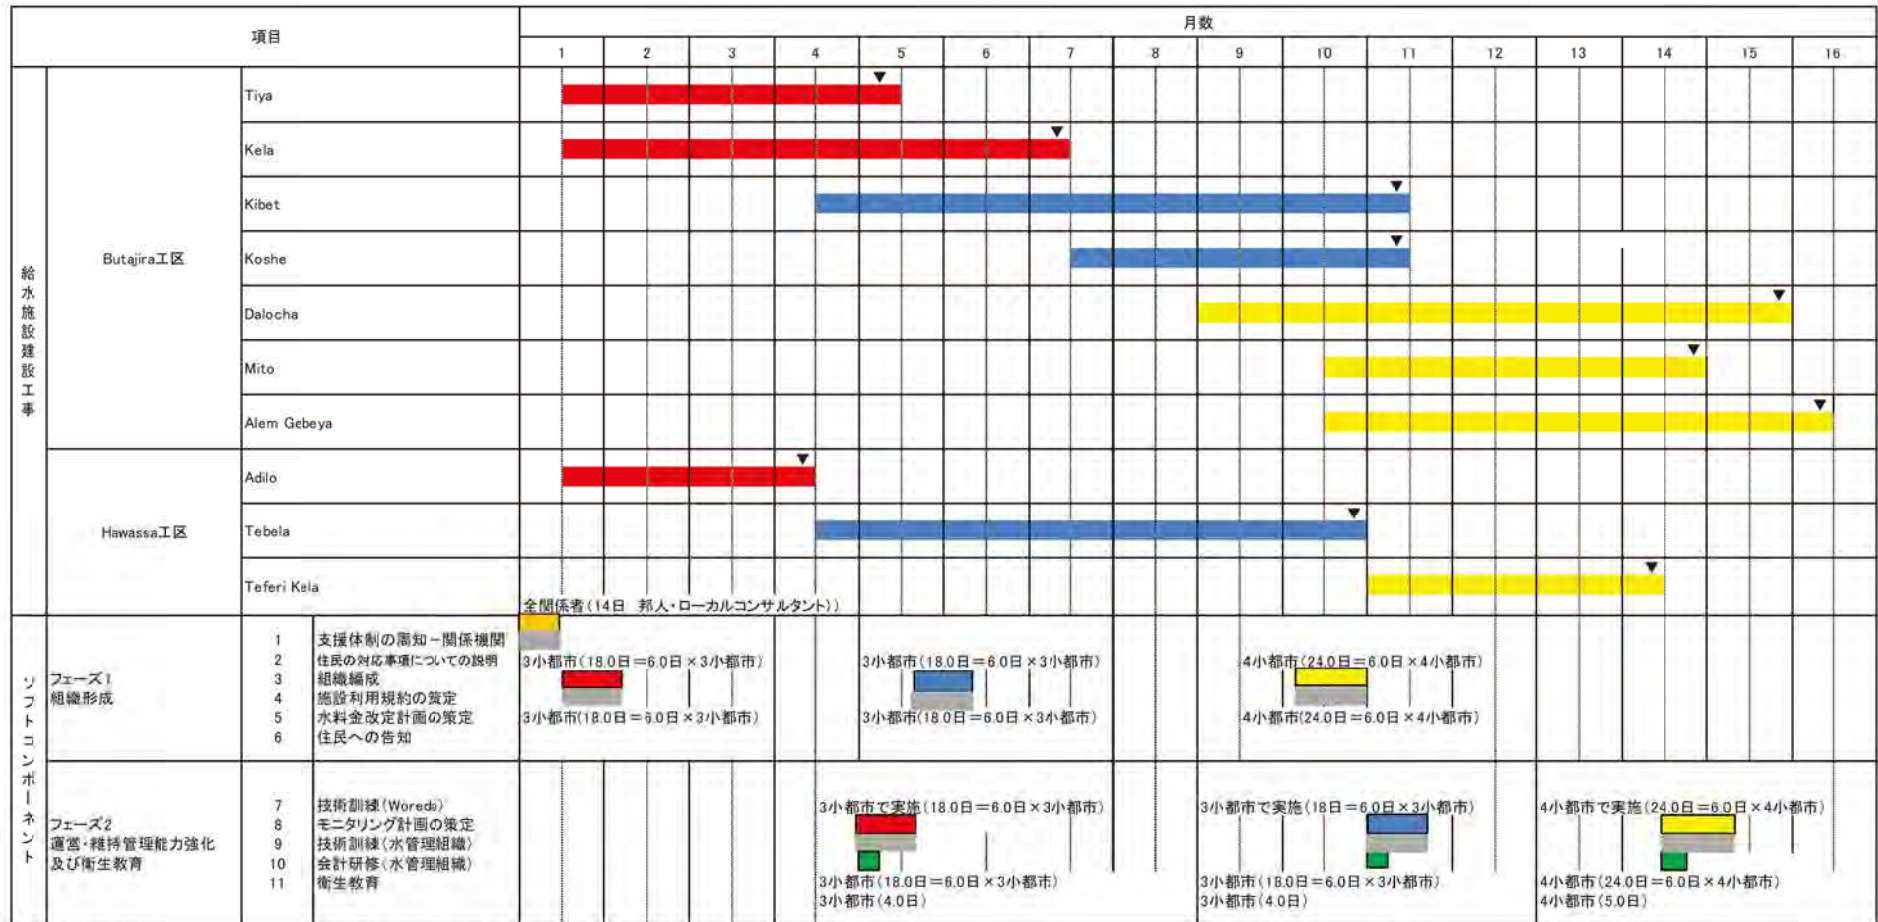 項目
月数
1 2 3 4 5 6 7 8 9 10 11 12 13 14 15 16
給水施設建設工事
Butajira工区
Tiya
Kela
Kibet
Koshe
Dalocha
Mito
Alem Gebeya
Hawassa工区
Adilo
Tebela
Teferi Kela
全関係者(14日 邦人・ローカルコンサルタント))
ソフトコンポーネント
フェーズ1
組織形成
1 支援体制の周知-関係機関
2 住民の対応事項についての説明
3 組織編成
4 施設利用規約の策定
5 水料金改定計画の策定
6 住民への告知
3小都市(18.0日=6.0日×3小都市)
3小都市(18.0日=6.0日×3小都市)
4小都市(24.0日=6.0日×4小都市)
3小都市(18.0日=6.0日×3小都市)
3小都市(18.0日=6.0日×3小都市)
4小都市(24.0日=6.0日×4小都市)
フェーズ2
運営・維持管理能力強化
及び衛生教育
7 技術訓練(Woreda)
8 モニタリング計画の策定
9 技術訓練(水管理組織)
10 会計研修(水管理組織)
11 衛生教育
3小都市で実施(18.0日=6.0日×3小都市)
3小都市で実施(18日=6.0日×3小都市)
4小都市で実施(24.0日=6.0日×4小都市)
3小都市(18.0日=6.0日×3小都市)
3小都市(4.0日)
3小都市(18.0日=6.0日×3小都市)
3小都市(4.0日)
4小都市(24.0日=6.0日×4小都市)
4小都市(5.0日)